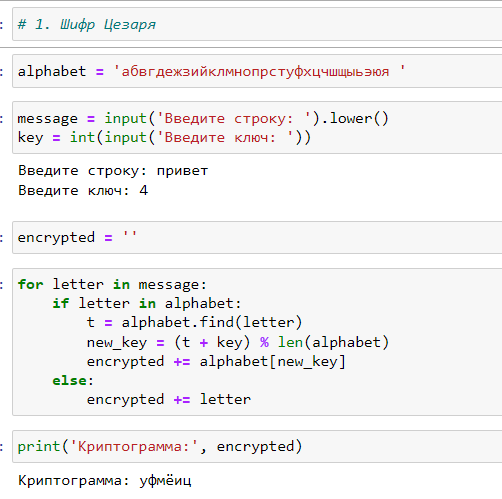 : # 1. Шифр Цезаря
: alphabet = 'абвгдежзийклмнопрстуфхцчшщыьэюя '
: message = input('Введите строку: ').lower()
key = int(input('Введите ключ: '))
Введите строку: привет
Введите ключ: 4
: encrypted = ''
: for letter in message:
if letter in alphabet:
t = alphabet.find(letter)
new_key = (t + key) % len(alphabet)
encrypted += alphabet[new_key]
else:
encrypted += letter
: print('Криптограмма:', encrypted)
Криптограмма: уфмёиц